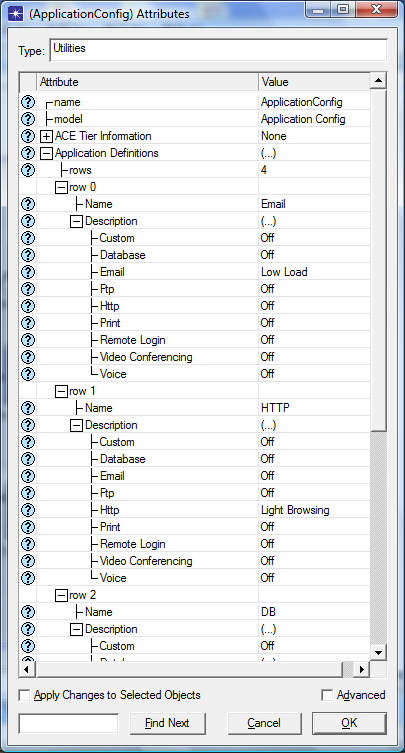 (ApplicationConfig) Attributes
Type: Utilities
Attribute Value
? name ApplicationConfig
? model Application Config
? ACE Tier Information None
? Application Definitions (...)
? rows 4
row 0
? Name Email
? Description (...)
? Custom Off
? Database Off
? Email Low Load
? Ftp Off
? Http Off
? Print Off
? Remote Login Off
? Video Conferencing Off
? Voice Off
row 1
? Name HTTP
? Description (...)
? Custom Off
? Database Off
? Email Off
? Ftp Off
? Http Light Browsing
? Print Off
? Remote Login Off
? Video Conferencing Off
? Voice Off
row 2
? Name DB
? Description (...)
? Custom Off
Apply Changes to Selected Objects Advanced
Find Next Cancel OK